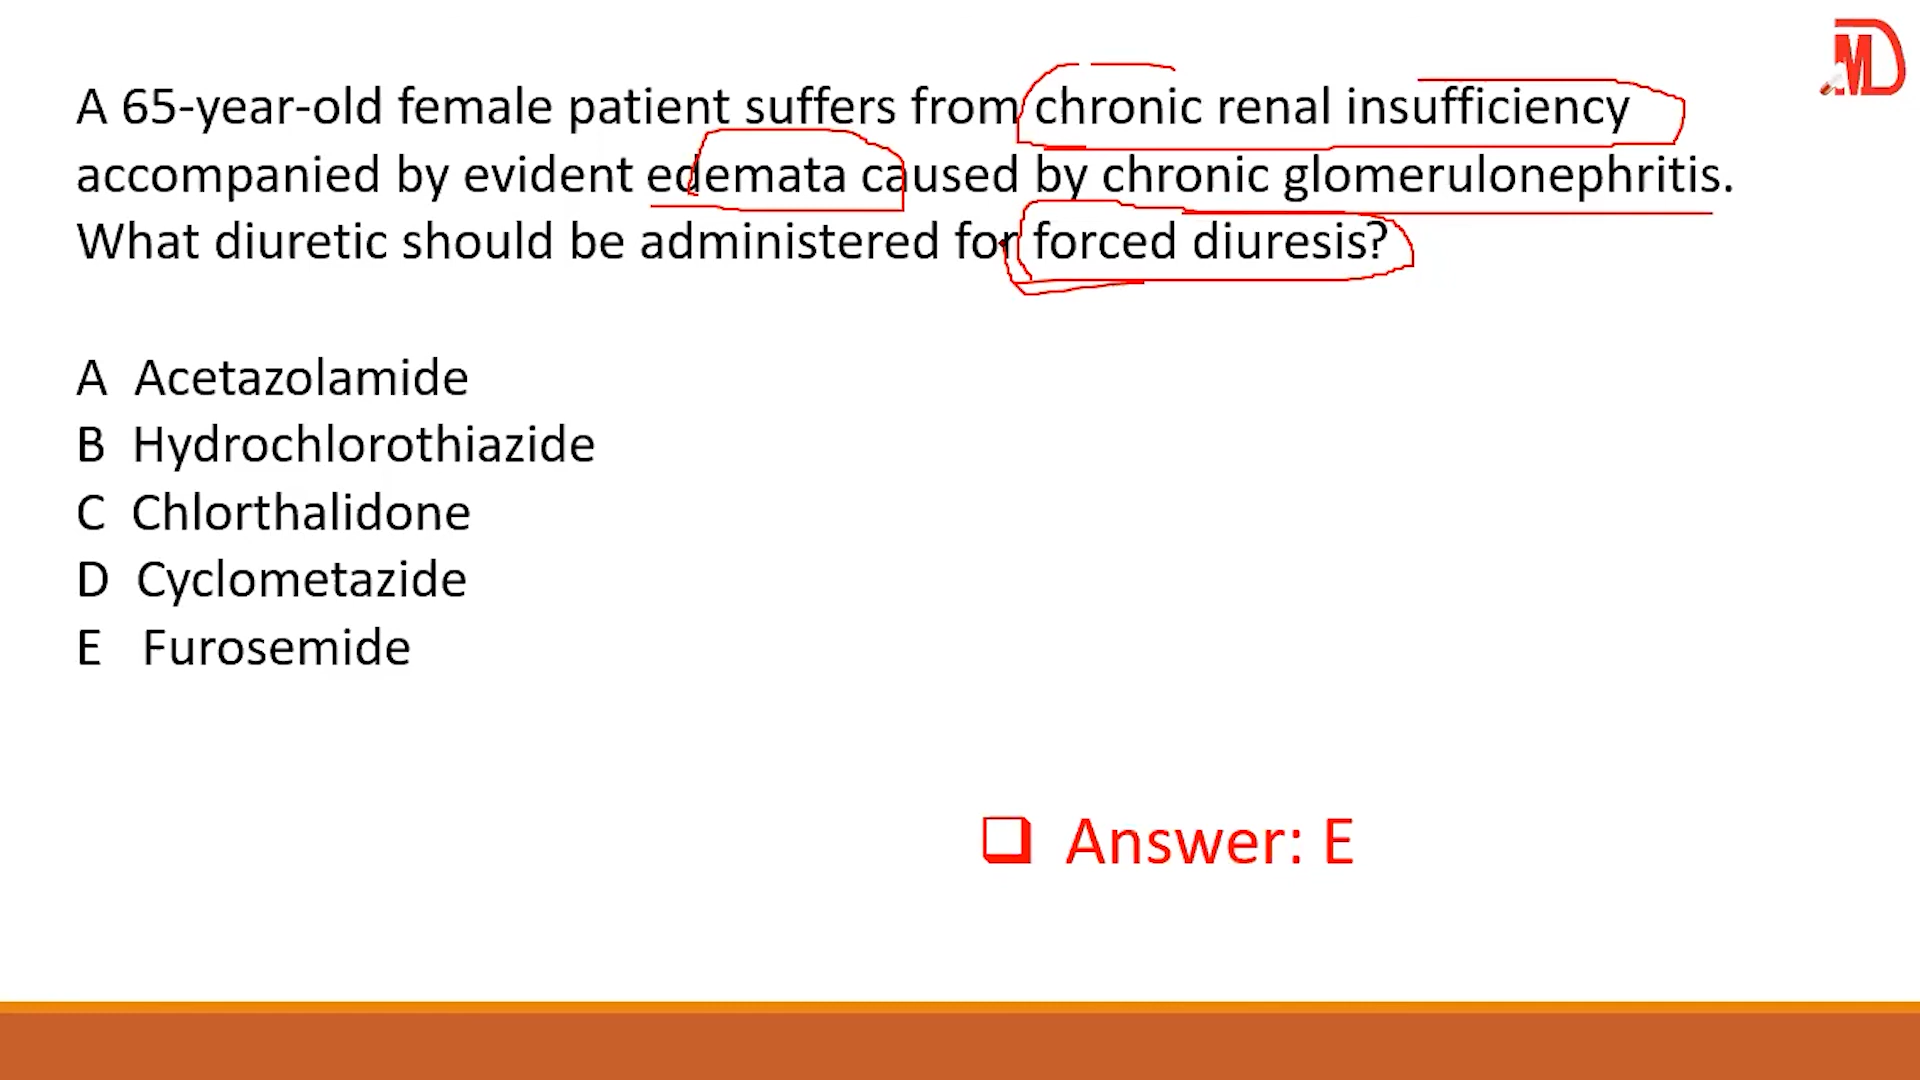 A 65-year-old female patient suffers from chronic renal insufficiency
accompanied by evident edemata caused by chronic glomerulonephritis.
What diuretic should be administered for forced diuresis?
A Acetazolamide
B Hydrochlorothiazide
C Chlorthalidone
D Cyclometazide
E Furosemide
Answer: E
MD